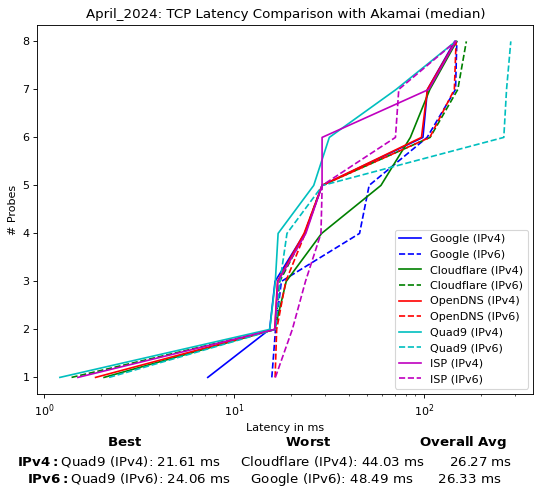 April_2024: TCP Latency Comparison with Akamai (median)
8
7
6
5
4
3
2
1
# Probes
10^0
10^1
10^2
Latency in ms
Google (IPv4)
Google (IPv6)
Cloudflare (IPv4)
Cloudflare (IPv6)
OpenDNS (IPv4)
OpenDNS (IPv6)
Quad9 (IPv4)
Quad9 (IPv6)
ISP (IPv4)
ISP (IPv6)
Best Worst Overall Avg
IPv4: Quad9 (IPv4): 21.61 ms Cloudflare (IPv4): 44.03 ms 26.27 ms
IPv6: Quad9 (IPv6): 24.06 ms Google (IPv6): 48.49 ms 26.33 ms